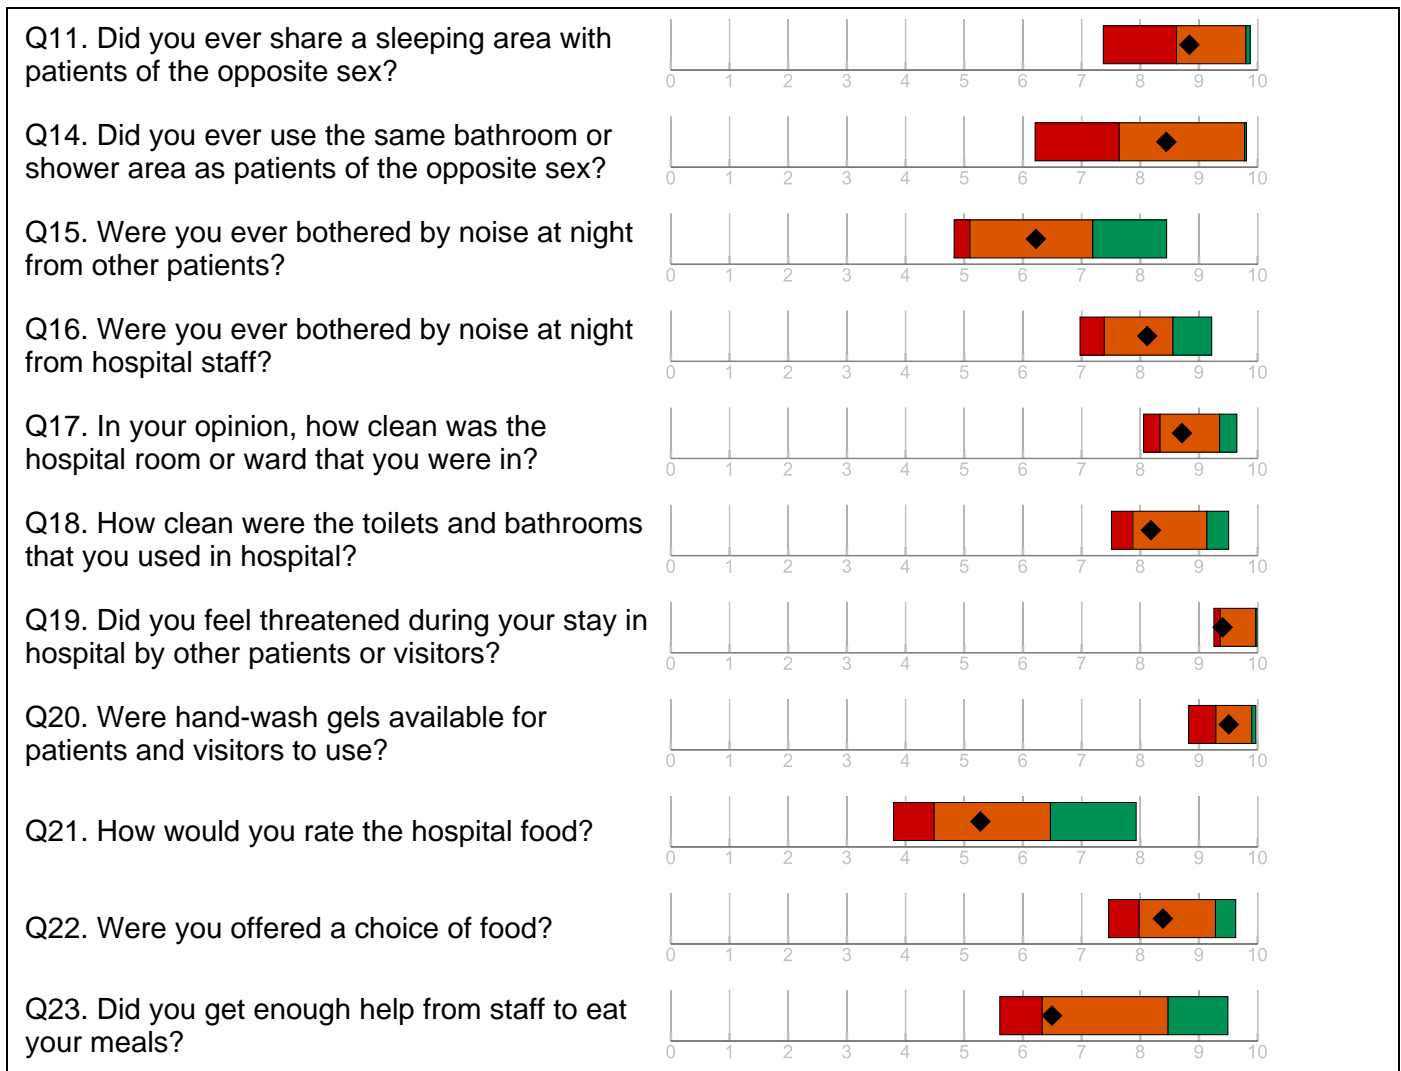 Q11. Did you ever share a sleeping area with
patients of the opposite sex?
0 1 2 3 4 5 6 7 8 9 10
Q14. Did you ever use the same bathroom or
shower area as patients of the opposite sex?
0 1 2 3 4 5 6 7 8 9 10
Q15. Were you ever bothered by noise at night
from other patients?
0 1 2 3 4 5 6 7 8 9 10
Q16. Were you ever bothered by noise at night
from hospital staff?
0 1 2 3 4 5 6 7 8 9 10
Q17. In your opinion, how clean was the
hospital room or ward that you were in?
0 1 2 3 4 5 6 7 8 9 10
Q18. How clean were the toilets and bathrooms
that you used in hospital?
0 1 2 3 4 5 6 7 8 9 10
Q19. Did you feel threatened during your stay in
hospital by other patients or visitors?
0 1 2 3 4 5 6 7 8 9 10
Q20. Were hand-wash gels available for
patients and visitors to use?
0 1 2 3 4 5 6 7 8 9 10
Q21. How would you rate the hospital food?
0 1 2 3 4 5 6 7 8 9 10
Q22. Were you offered a choice of food?
0 1 2 3 4 5 6 7 8 9 10
Q23. Did you get enough help from staff to eat
your meals?
0 1 2 3 4 5 6 7 8 9 10